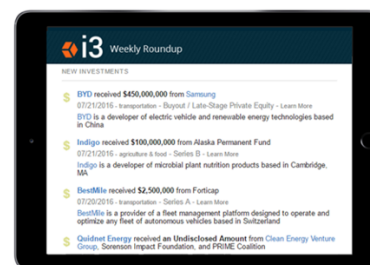 i3 Weekly Roundup
NEW INVESTMENTS
$ BYD received $450,000,000 from Samsung
07/21/2016 - transportation - Buyout / Late-Stage Private Equity - Learn More
BYD is a developer of electric vehicle and renewable energy technologies based
in China
$ Indigo received $100,000,000 from Alaska Permanent Fund
07/21/2016 - agriculture & food - Series B - Learn More
Indigo is a developer of microbial plant nutrition products based in Cambridge,
MA
$ BestMile received $2,500,000 from Forticap
07/20/2016 - transportation - Series A - Learn More
BestMile is a provider of a fleet management platform designed to operate and
optimize any fleet of autonomous vehicles based in Switzerland
$ Quidnet Energy received an Undisclosed Amount from Clean Energy Venture
Group, Sorenson Impact Foundation, and PRIME Coalition